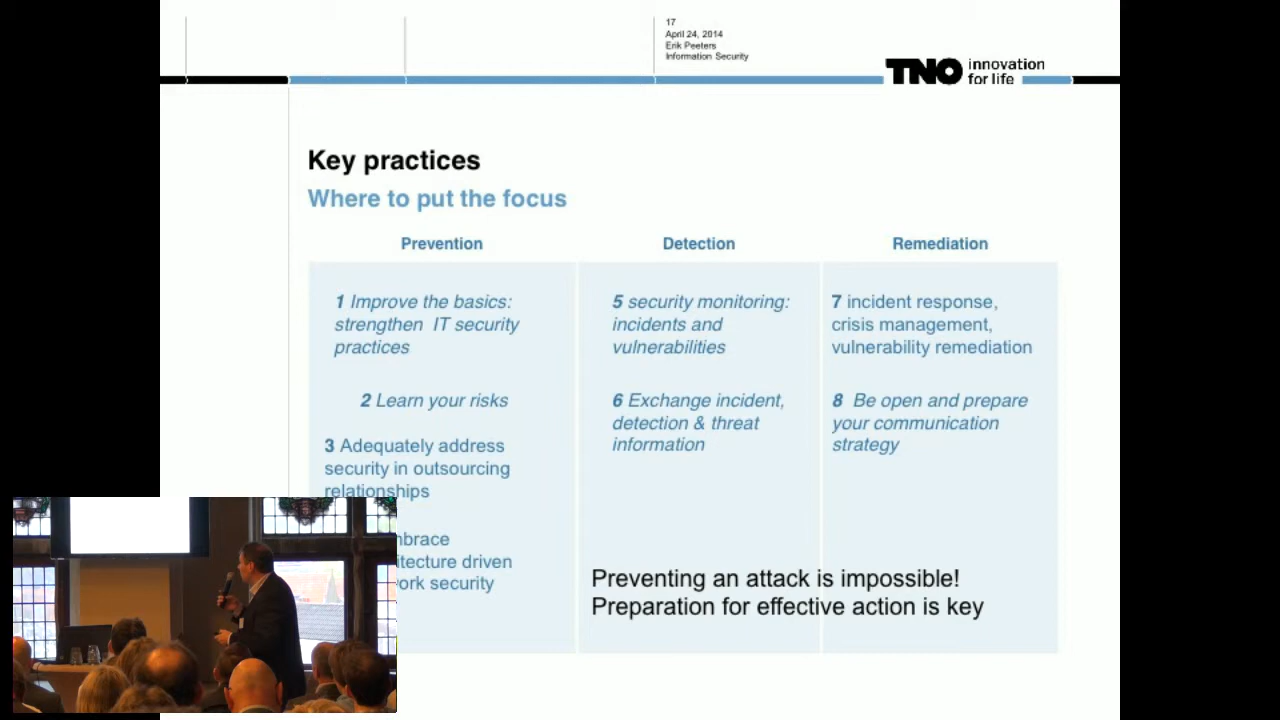 17
April 24, 2014
Erik Peeters
Information Security
TNO innovation
for life
Key practices
Where to put the focus
Prevention
1 Improve the basics:
strengthen IT security
practices
2 Learn your risks
3 Adequately address
security in outsourcing
relationships
Detection
5 security monitoring:
incidents and
vulnerabilities
6 Exchange incident,
detection & threat
information
Remediation
7 incident response,
crisis management,
vulnerability remediation
8 Be open and prepare
your communication
strategy
driven
security
Preventing an attack is impossible!
Preparation for effective action is key